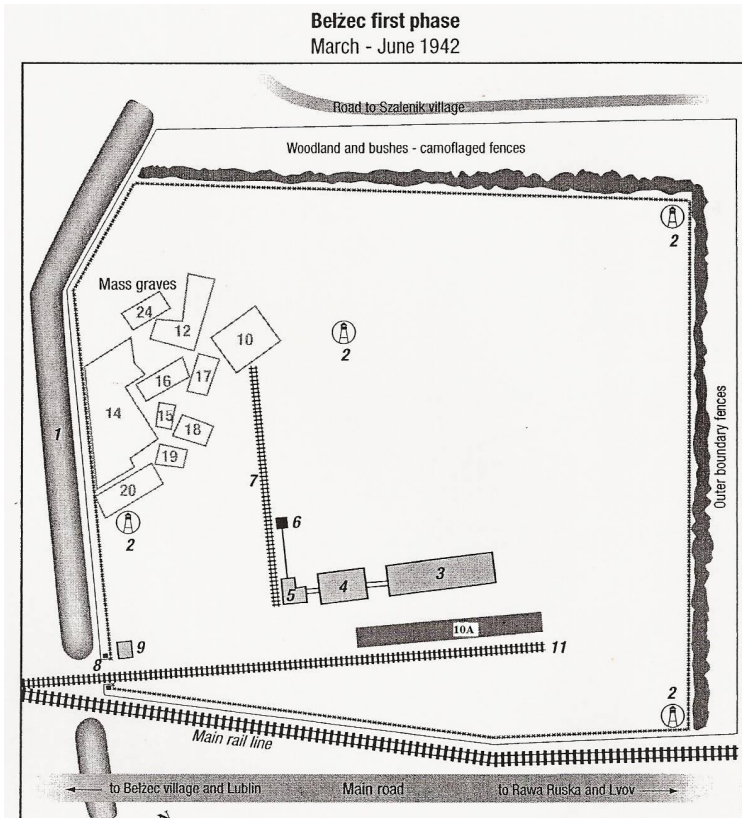 Bełżec first phase
March - June 1942
Road to Szalenik village
Woodland and bushes - camoflaged fences
2
Mass graves
24
12
10
2
16
17
14
15
18
1
19
7
20
2
6
Outer boundary fences
3
4
5
10A
9
8
11
2
Main rail line
to Bełżec village and Lublin
Main road
to Rawa Ruska and Lvov